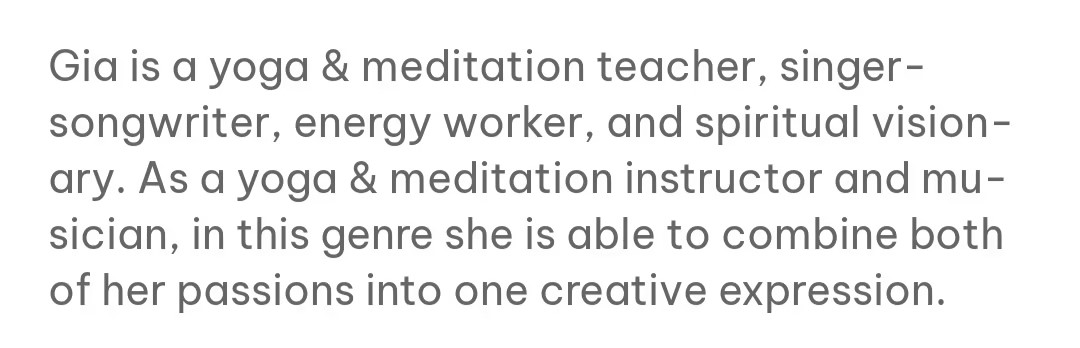 Gia is a yoga & meditation teacher, singer-
songwriter, energy worker, and spiritual vision-
ary. As a yoga & meditation instructor and mu-
sician, in this genre she is able to combine both
of her passions into one creative expression.